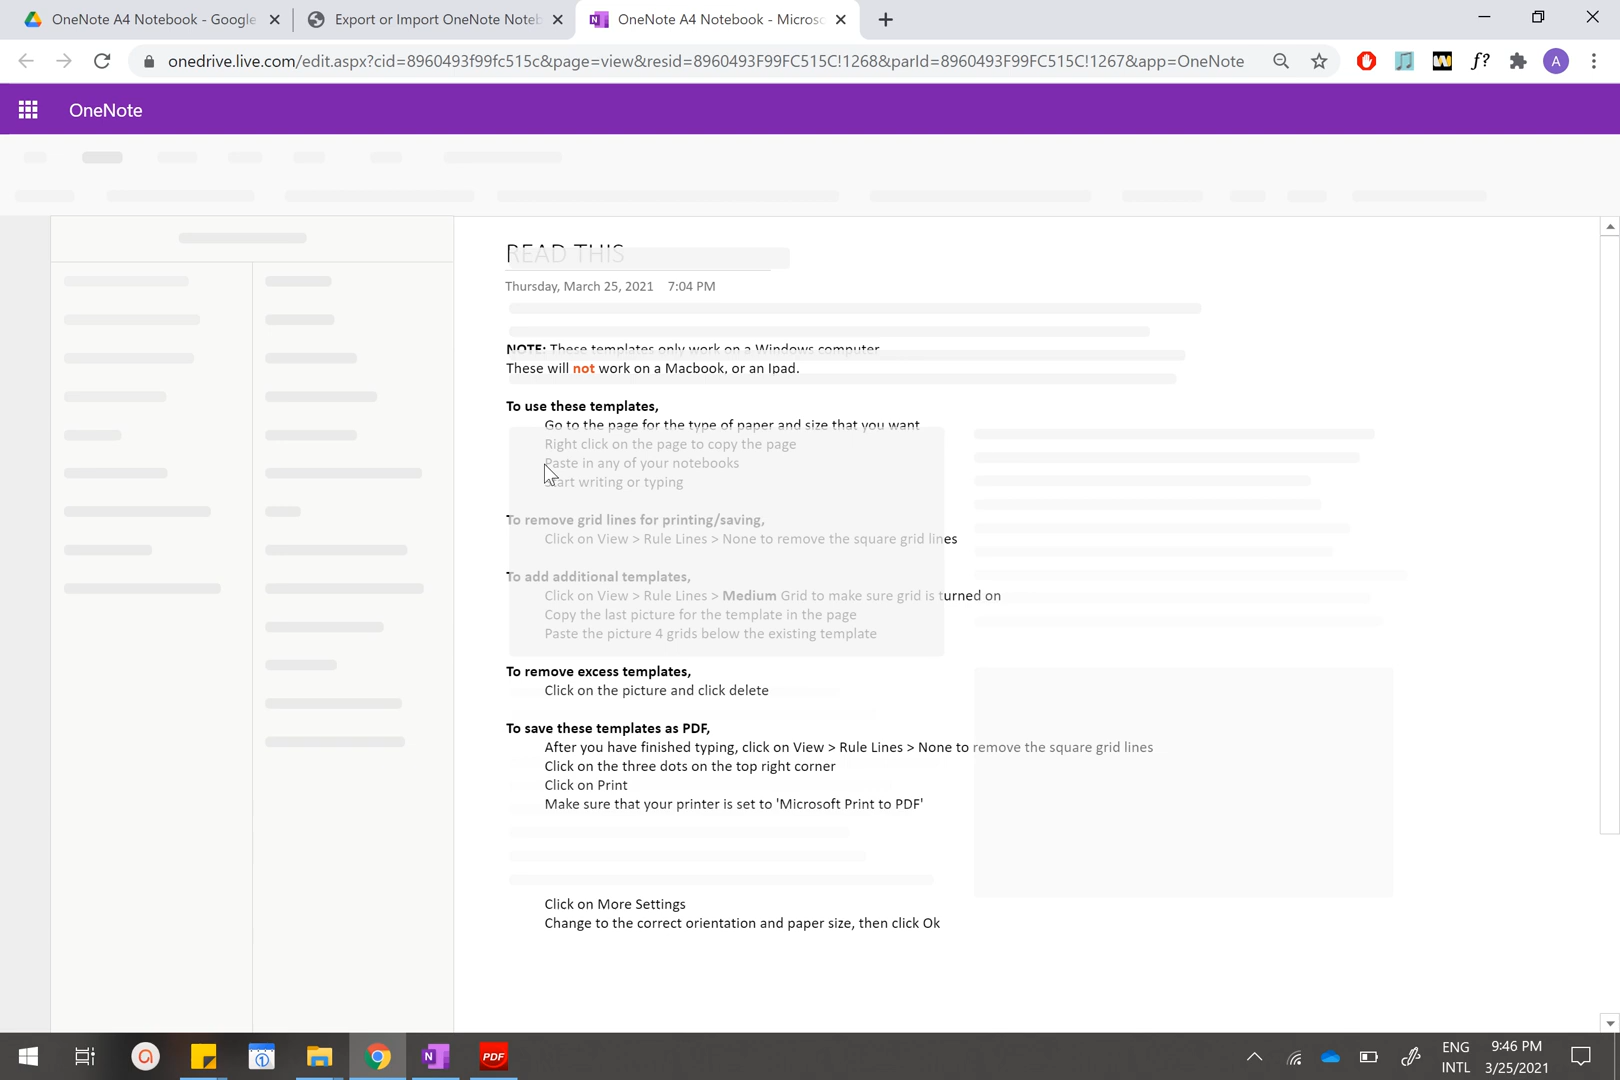 OneNote A4 Notebook - Google
Export or Import OneNote Noteb
OneNote A4 Notebook - Microsc
onedrive.live.com/edit.aspx?cid=8960493f99fc515c&page=view&resid=8960493F99FC515C!1268&parId=8960493F99FC515C!1267&app=OneNote
W
f?
A
OneNote
READ THIS
Thursday, March 25, 2021 7:04 PM
NOTE: These templates only work on a Windows computer
These will not work on a Macbook, or an Ipad.
To use these templates,
Go to the page for the type of paper and size that you want
Right click on the page to copy the page
Paste in any of your notebooks
Start writing or typing
To remove grid lines for printing/saving,
Click on View > Rule Lines > None to remove the square grid lines
To add additional templates,
Click on View > Rule Lines > Medium Grid to make sure grid is turned on
Copy the last picture for the template in the page
Paste the picture 4 grids below the existing template
To remove excess templates,
Click on the picture and click delete
To save these templates as PDF,
After you have finished typing, click on View > Rule Lines > None to remove the square grid lines
Click on the three dots on the top right corner
Click on Print
Make sure that your printer is set to 'Microsoft Print to PDF'
Click on More Settings
Change to the correct orientation and paper size, then click Ok
a
1
N
PDF
ENG
INTL
9:46 PM
3/25/2021